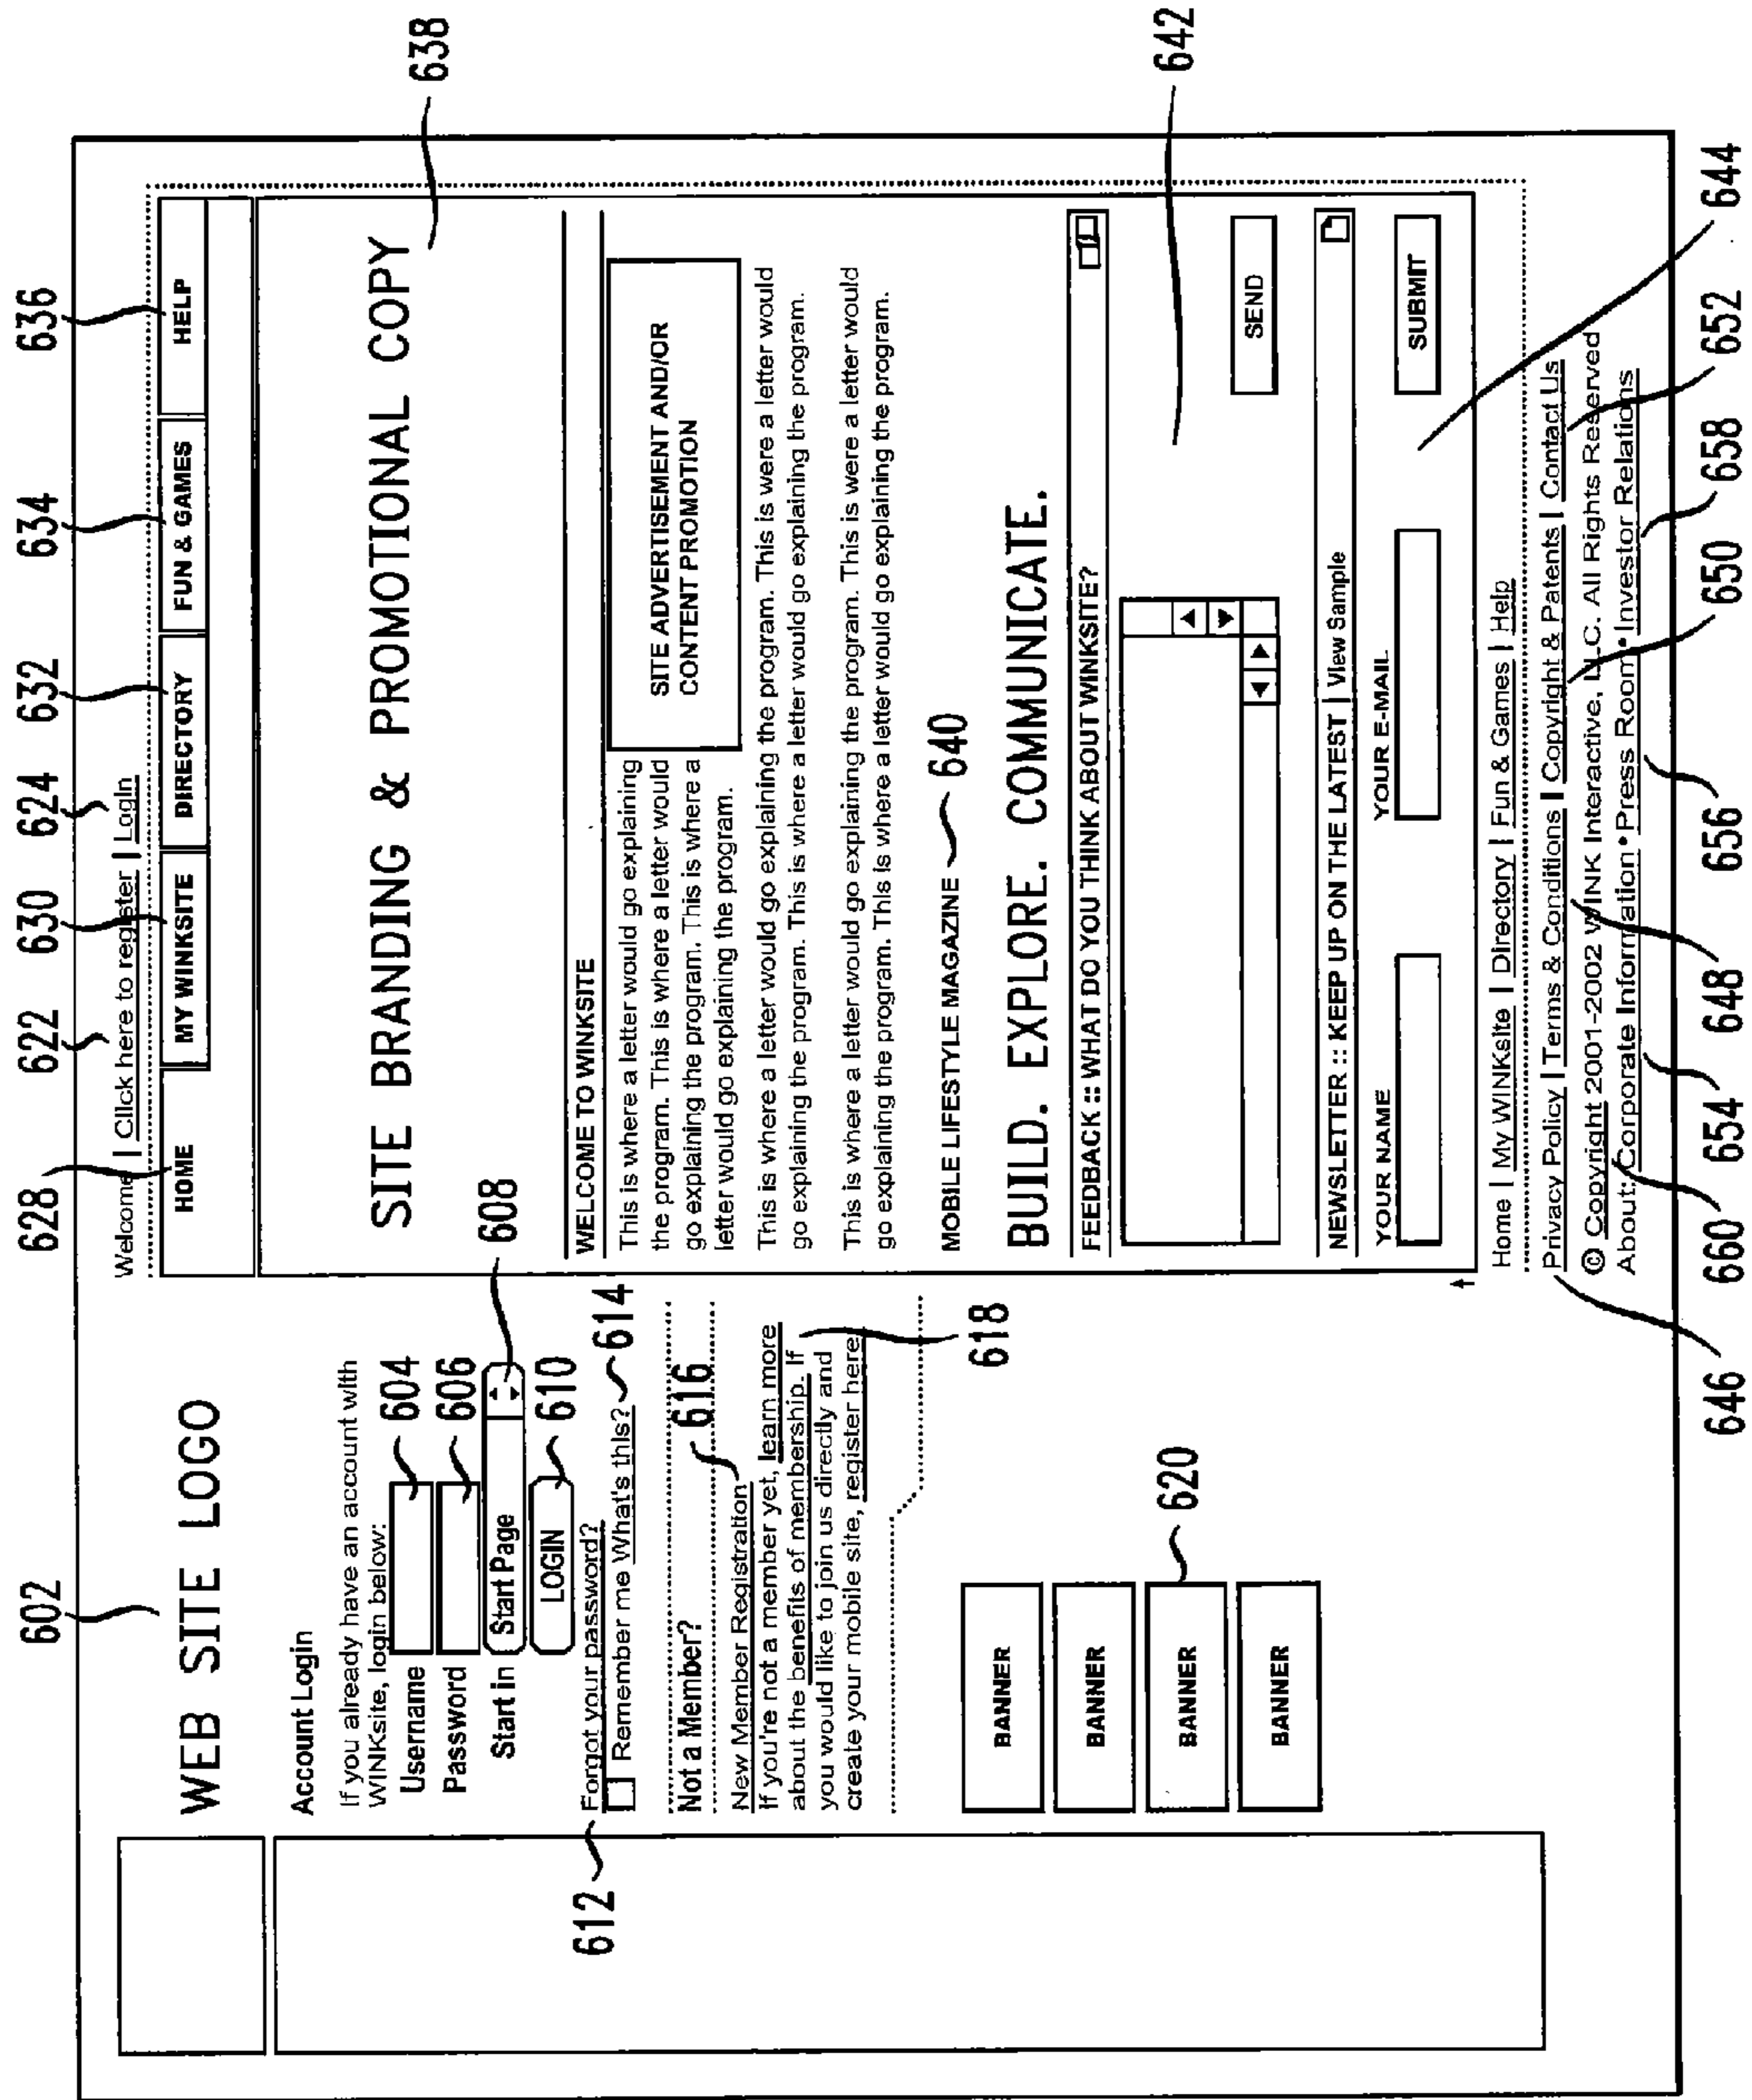 602
628
622
630
624
632
634
636
WEB SITE LOGO
Account Login
If you already have an account with
WINKsite, login below:
Username
604
Password
606
Start in
Start Page
608
LOGIN
610
Forgot your password?
612
Remember me What's this?
614
Not a Member?
616
New Member Registration
If you're not a member yet, learn more
about the benefits of membership. If
you would like to join us directly and
create your mobile site, register here
618
BANNER
BANNER
BANNER
BANNER
620
Welcome | Click here to register | Login
HOME
MY WINKSITE
DIRECTORY
FUN & GAMES
HELP
SITE BRANDING & PROMOTIONAL COPY
638
WELCOME TO WINKSITE
This is where a letter would go explaining
the program. This is where a letter would
go explaining the program. This is where a
letter would go explaining the program.
SITE ADVERTISEMENT AND/OR
CONTENT PROMOTION
This is where a letter would go explaining the program. This is were a letter would
go explaining the program. This is where a letter would go explaining the program.
This is where a letter would go explaining the program. This is were a letter would
go explaining the program. This is where a letter would go explaining the program.
MOBILE LIFESTYLE MAGAZINE
640
BUILD. EXPLORE. COMMUNICATE.
FEEDBACK :: WHAT DO YOU THINK ABOUT WINKSITE?
642
SEND
NEWSLETTER :: KEEP UP ON THE LATEST | View Sample
YOUR NAME
YOUR E-MAIL
SUBMIT
644
Home | My WINKsite | Directory | Fun & Games | Help
Privacy Policy | Terms & Conditions | Copyright & Patents | Contact Us
© Copyright 2001-2002 WINK Interactive, LLC. All Rights Reserved
About: Corporate Information • Press Room • Investor Relations
646
660
654
648
656
650
658
652